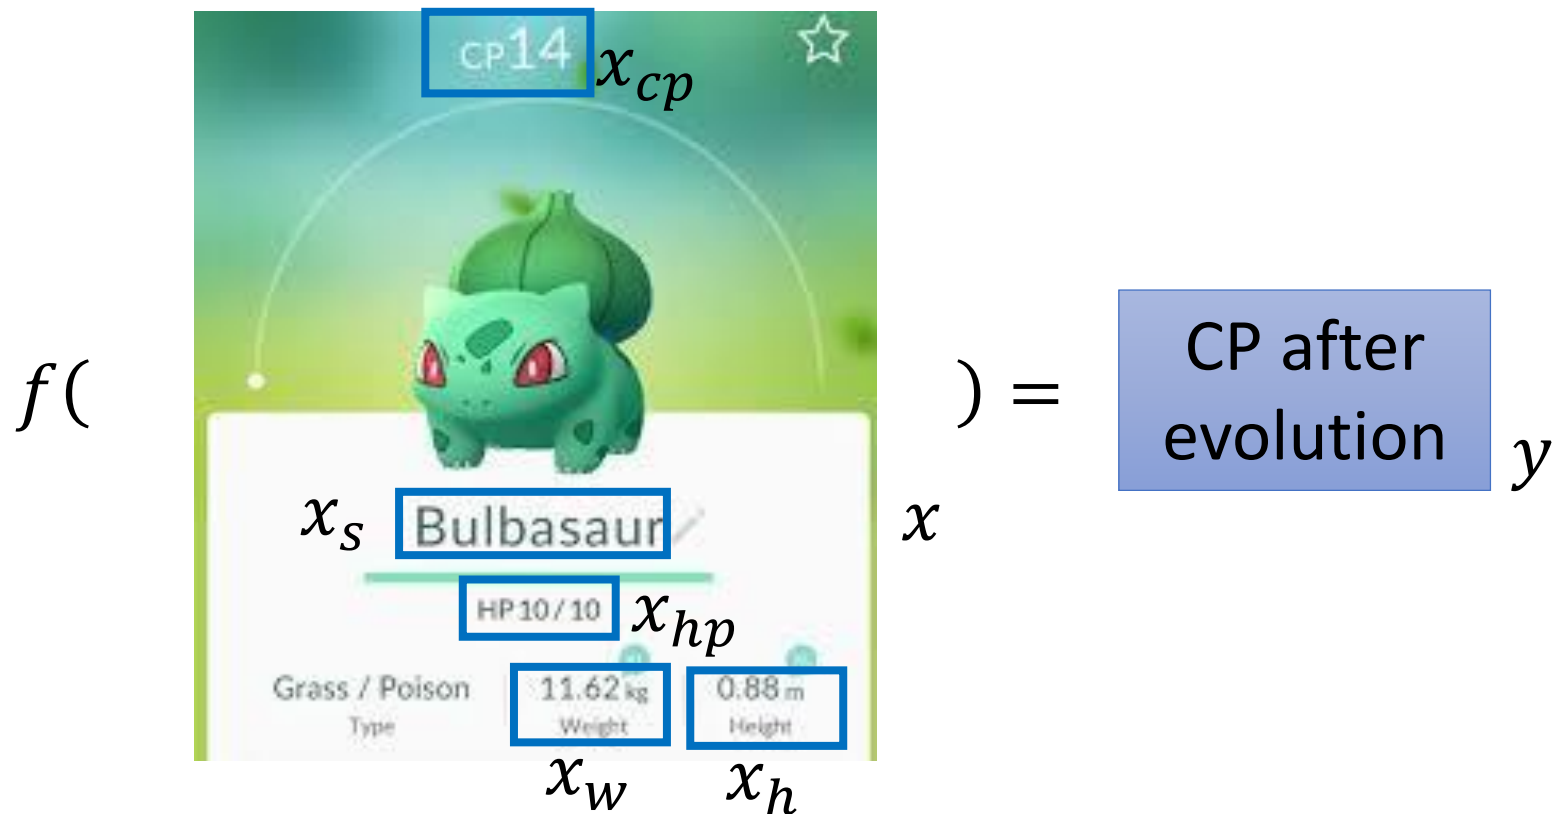 CP14
x_cp
f(
) =
CP after
evolution
y
x_s
Bulbasaur
x
HP 10 / 10
x_hp
Grass / Poison
11.62 kg
0.88 m
Type
Weight
Height
x_w
x_h